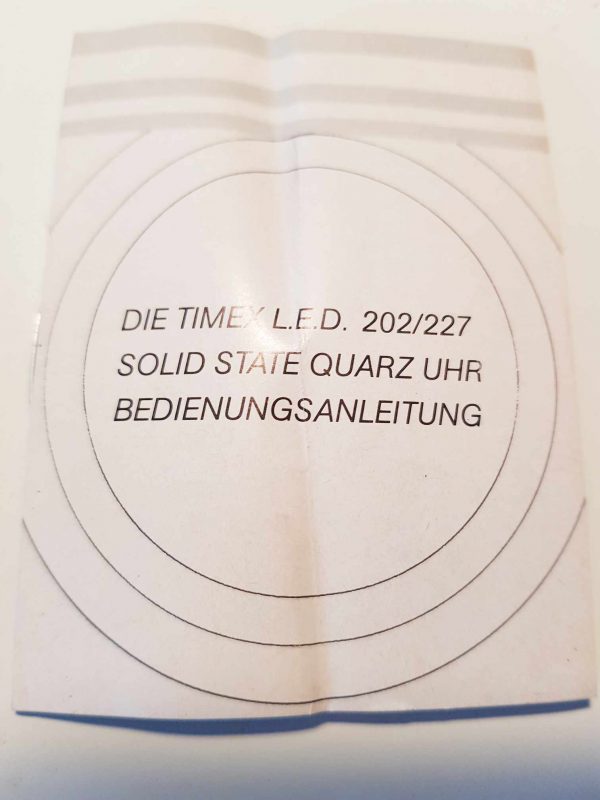 DIE TIMEX L.E.D. 202/227
SOLID STATE QUARZ UHR
BEDIENUNGSANLEITUNG